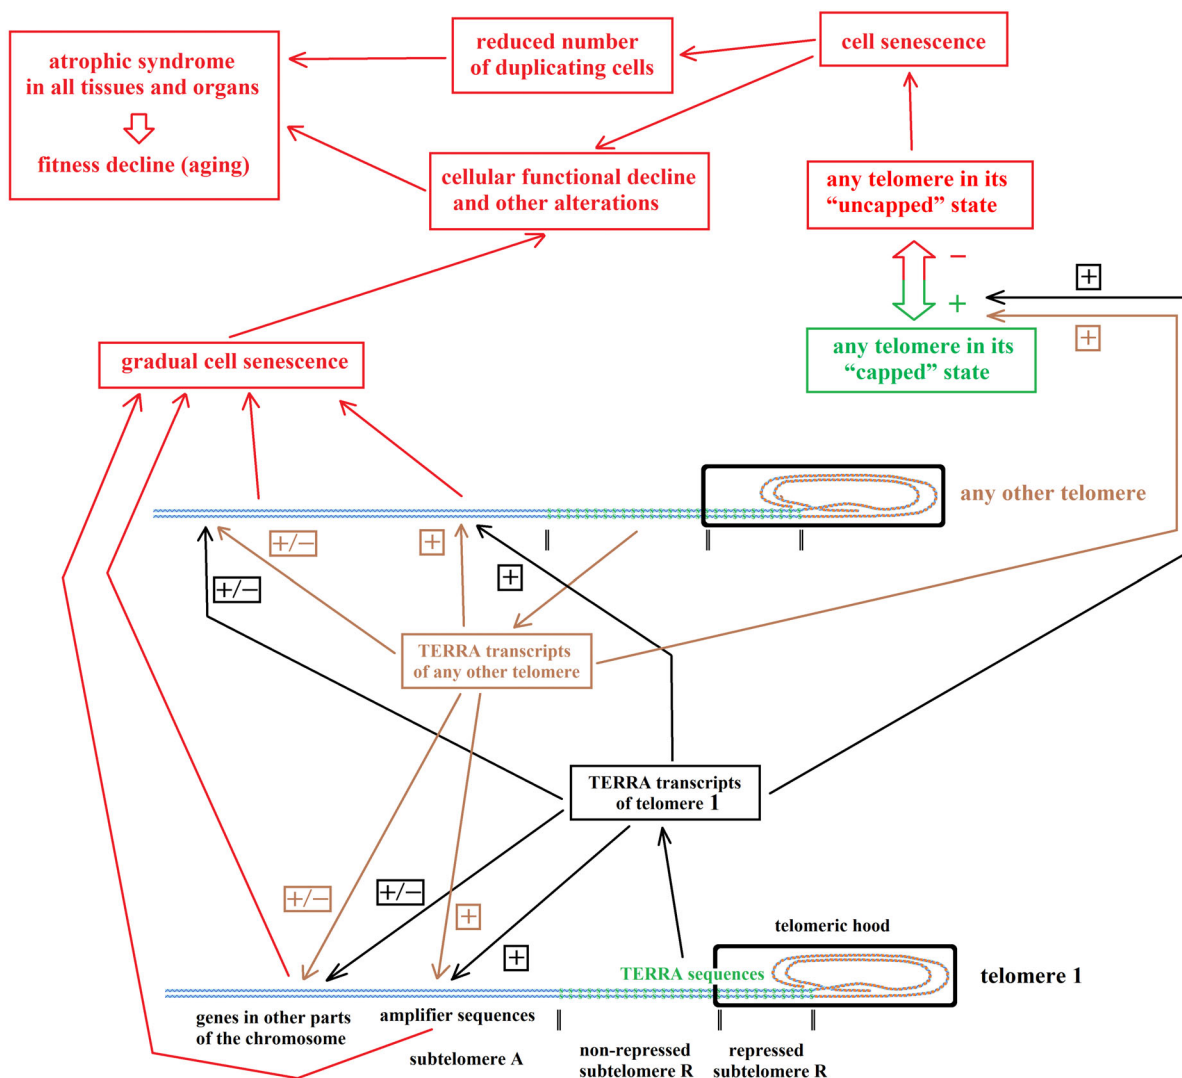 atrophic syndrome
in all tissues and organs
fitness decline (aging)
reduced number
of duplicating cells
cell senescence
cellular functional decline
and other alterations
any telomere in its
“uncapped” state
−
+
+
+
any telomere in its
“capped” state
gradual cell senescence
any other telomere
+/−
+
+/−
+
TERRA transcripts
of any other telomere
TERRA transcripts
of telomere 1
+/−
+/−
+
+
telomeric hood
TERRA sequences
telomere 1
genes in other parts
of the chromosome
amplifier sequences
subtelomere A
non-repressed
subtelomere R
repressed
subtelomere R